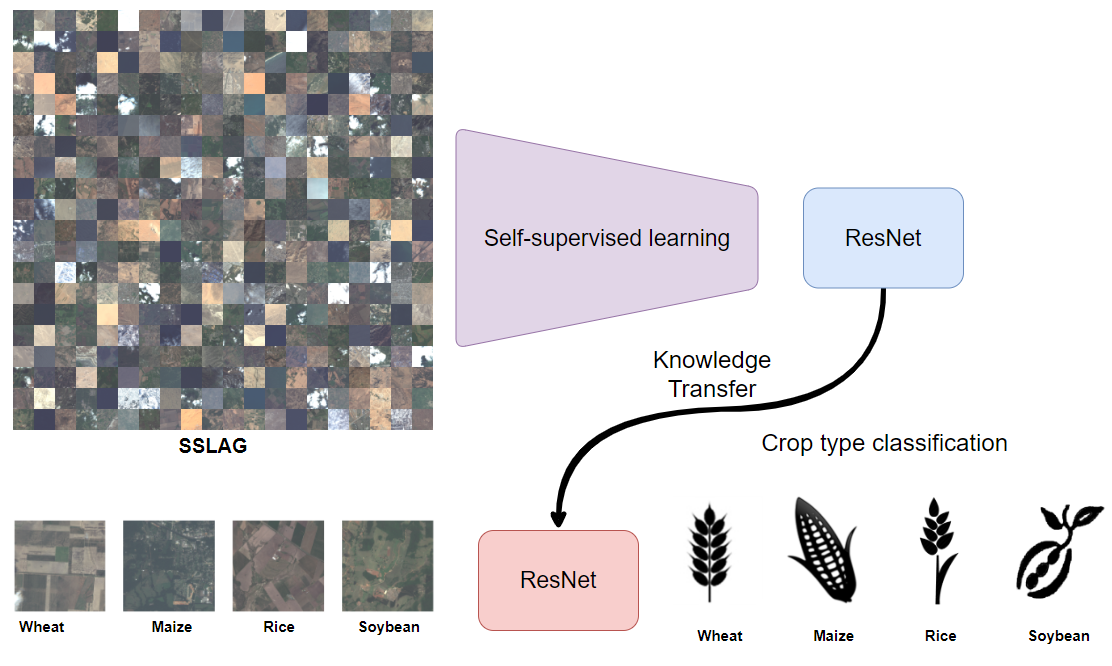 Self-supervised learning
ResNet
Knowledge
Transfer
SSLAG
Crop type classification
ResNet
Wheat
Maize
Rice
Soybean
Wheat
Maize
Rice
Soybean